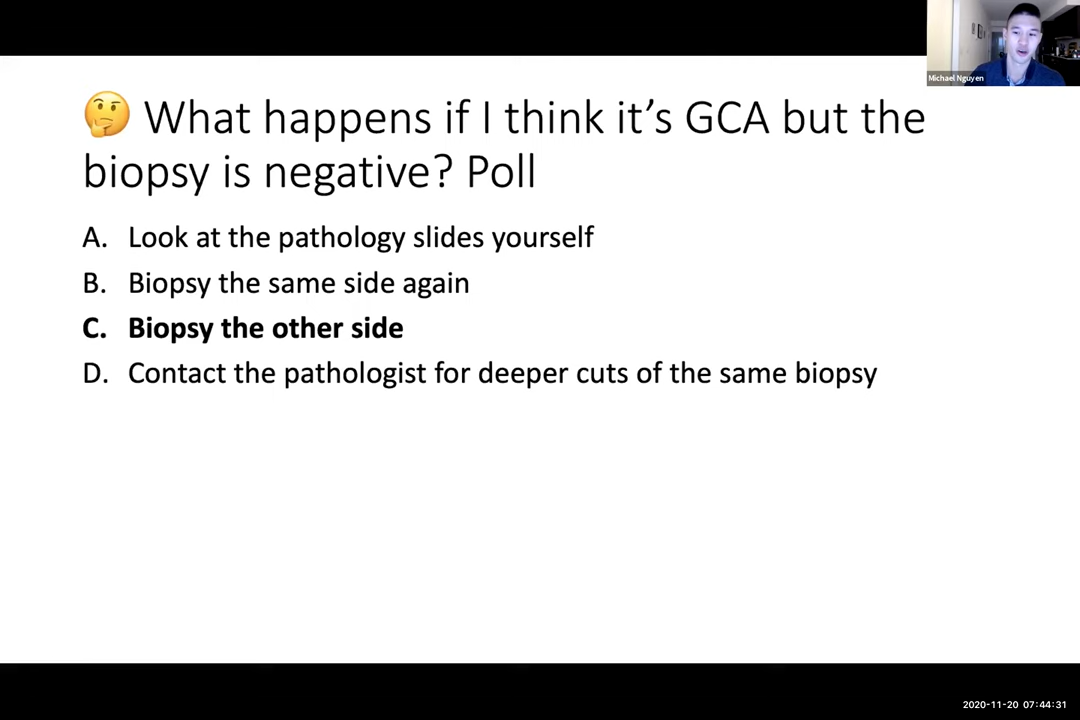 Michael Nguyen
🤔 What happens if I think it’s GCA but the
biopsy is negative? Poll
A. Look at the pathology slides yourself
B. Biopsy the same side again
C. Biopsy the other side
D. Contact the pathologist for deeper cuts of the same biopsy
2020-11-20 07:44:31